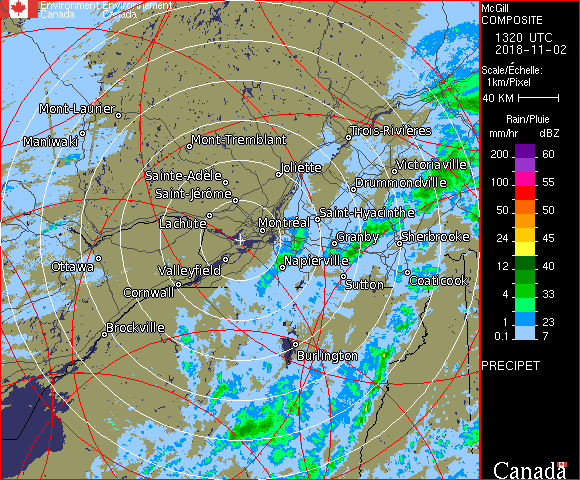 Environment Environnement
Canada Canada
McGill
COMPOSITE
1320 UTC
2018-11-02
Scale/Échelle:
1km/Pixel
40 KM
Rain/Pluie
mm/hr dBZ
200 60
100 55
50 50
24 45
12 40
4 33
1 23
0.1 7
PRECIPET
Canada
Mont-Laurier
Maniwaki
Mont-Tremblant
Trois-Rivières
Joliette
Victoriaville
Sainte-Adèle
Drummondville
Saint-Jérôme
Lachute
Saint-Hyacinthe
Montréal
Granby
Sherbrooke
Ottawa
Valleyfield
Napierville
Cornwall
Sutton
Coaticook
Brockville
Burlington